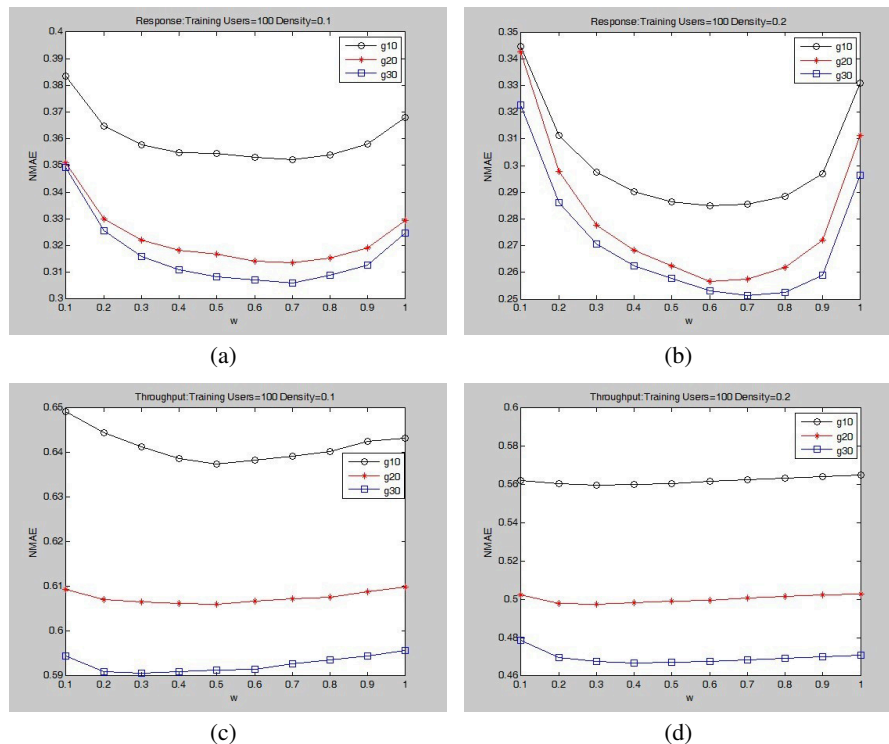 Response:Training Users=100 Density=0.1
0.4
0.39
0.38
0.37
0.36
0.35
0.34
0.33
0.32
0.31
0.3
NMAE
g10
g20
g30
0.1 0.2 0.3 0.4 0.5 0.6 0.7 0.8 0.9 1
w
(a)
Response:Training Users=100 Density=0.2
0.35
0.34
0.33
0.32
0.31
0.3
0.29
0.28
0.27
0.26
0.25
NMAE
g10
g20
g30
0.1 0.2 0.3 0.4 0.5 0.6 0.7 0.8 0.9 1
w
(b)
Throughput:Training Users=100 Density=0.1
0.65
0.64
0.63
0.62
0.61
0.6
0.59
NMAE
g10
g20
g30
0.1 0.2 0.3 0.4 0.5 0.6 0.7 0.8 0.9 1
w
(c)
Throughput:Training Users=100 Density=0.2
0.6
0.58
0.56
0.54
0.52
0.5
0.48
0.46
NMAE
g10
g20
g30
0.1 0.2 0.3 0.4 0.5 0.6 0.7 0.8 0.9 1
w
(d)